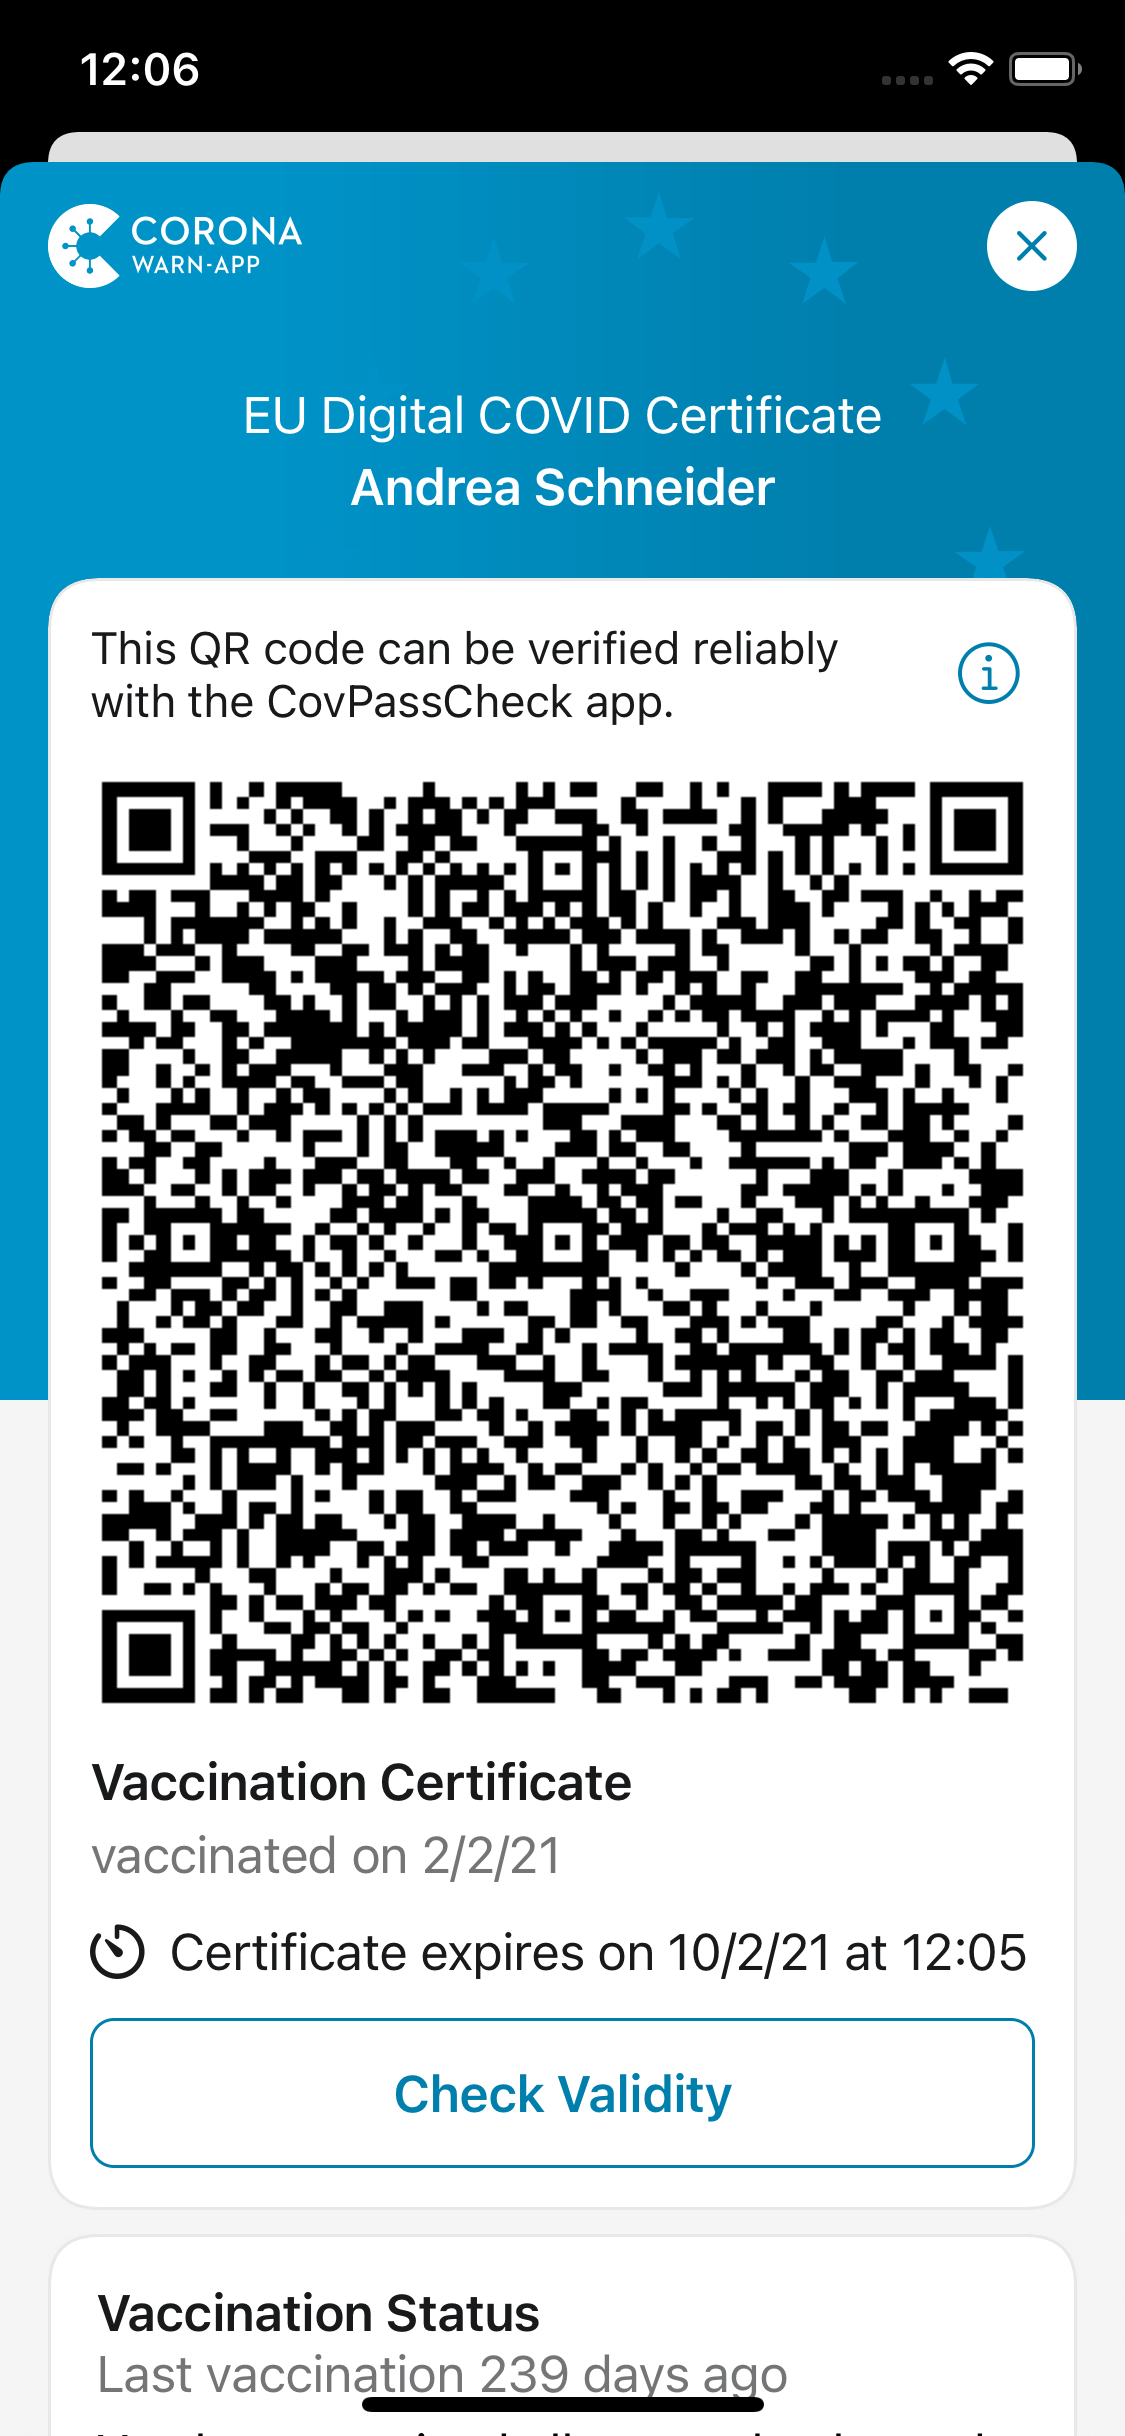 12:06
CORONA
WARN-APP
EU Digital COVID Certificate
Andrea Schneider
This QR code can be verified reliably
with the CovPassCheck app.
Vaccination Certificate
vaccinated on 2/2/21
Certificate expires on 10/2/21 at 12:05
Check Validity
Vaccination Status
Last vaccination 239 days ago